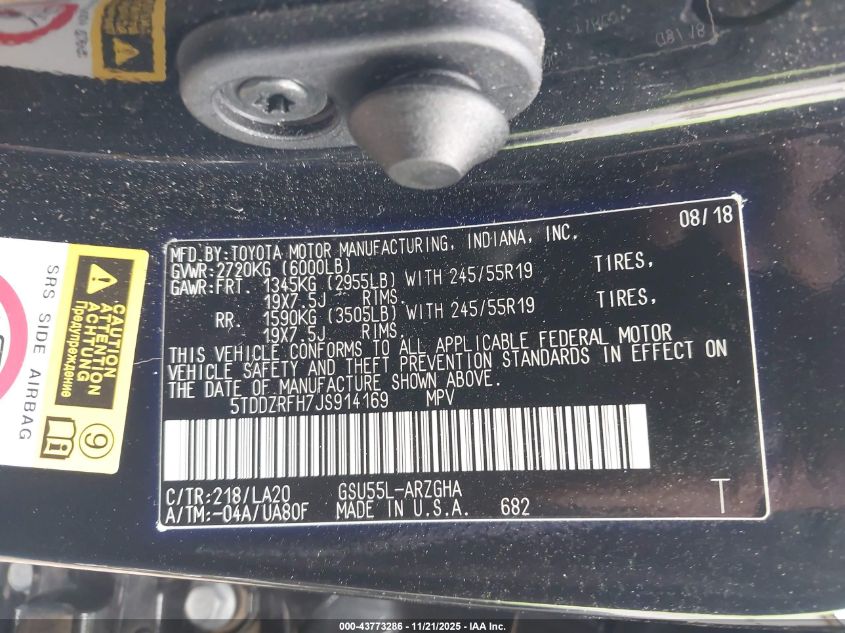 08/18
08/18
MFD.BY:TOYOTA MOTOR MANUFACTURING, INDIANA, INC.
GVWR:2720KG (6000LB)
GAWR:FRT. 1345KG (2955LB) WITH 245/55R19 TIRES,
19X7.5J RIMS,
RR. 1590KG (3505LB) WITH 245/55R19 TIRES,
19X7.5J RIMS.
THIS VEHICLE CONFORMS TO ALL APPLICABLE FEDERAL MOTOR
VEHICLE SAFETY AND THEFT PREVENTION STANDARDS IN EFFECT ON
THE DATE OF MANUFACTURE SHOWN ABOVE.
5TDDZRFH7JS914169 MPV
C/TR:218/LA20 GSU55L-ARZGHA T
A/TM:-04A/UA80F MADE IN U.S.A. 682
SRS SIDE AIRBAG
CAUTION
ATTENTION
ACHTUNG
Предупреждение
9
i
000-43773286 - 11/21/2025 - IAA Inc.